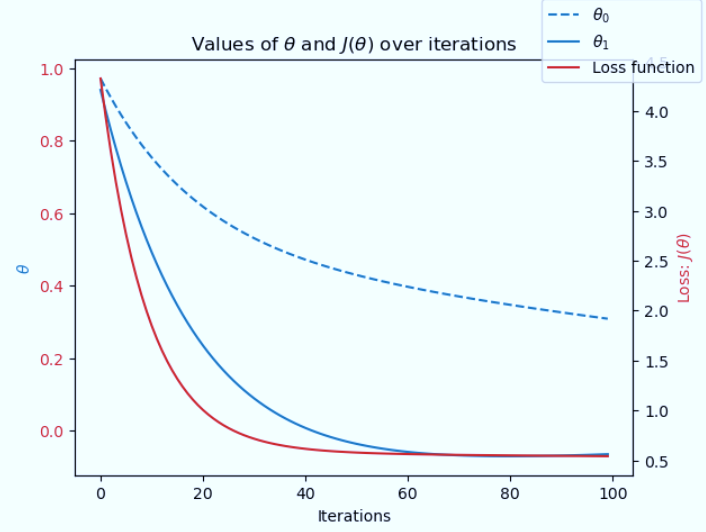 θ₀
θ₁
Loss function
Values of θ and J(θ) over iterations
1.0
0.8
0.6
0.4
0.2
0.0
θ
4.5
4.0
3.5
3.0
2.5
2.0
1.5
1.0
0.5
Loss: J(θ)
0 20 40 60 80 100
Iterations